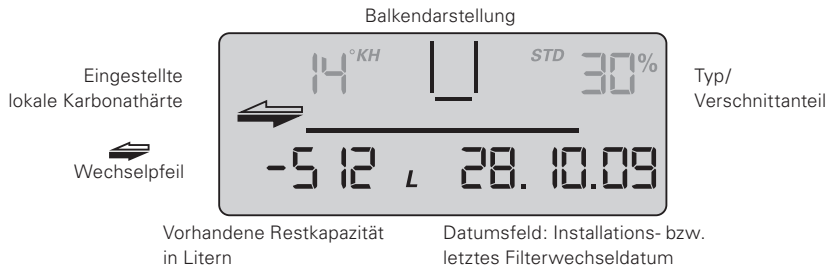 Balkendarstellung
14 °KH STD 30%
Eingestellte
lokale Karbonathärte
Typ/
Verschnittanteil
Wechselpfeil
-512 L 28.10.09
Vorhandene Restkapazität
in Litern
Datumsfeld: Installations- bzw.
letztes Filterwechseldatum